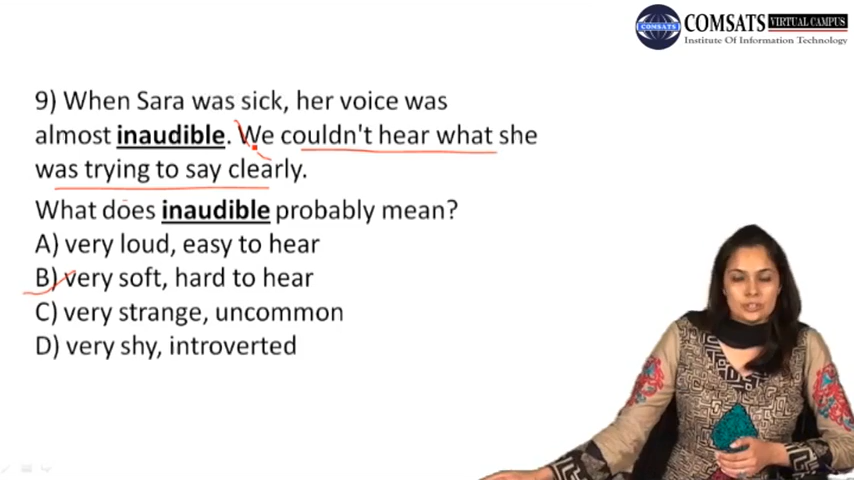 COMSATS
VIRTUAL CAMPUS
COMSATS
Institute Of Information Technology
9) When Sara was sick, her voice was
almost inaudible. We couldn't hear what she
was trying to say clearly.
What does inaudible probably mean?
A) very loud, easy to hear
B) very soft, hard to hear
C) very strange, uncommon
D) very shy, introverted